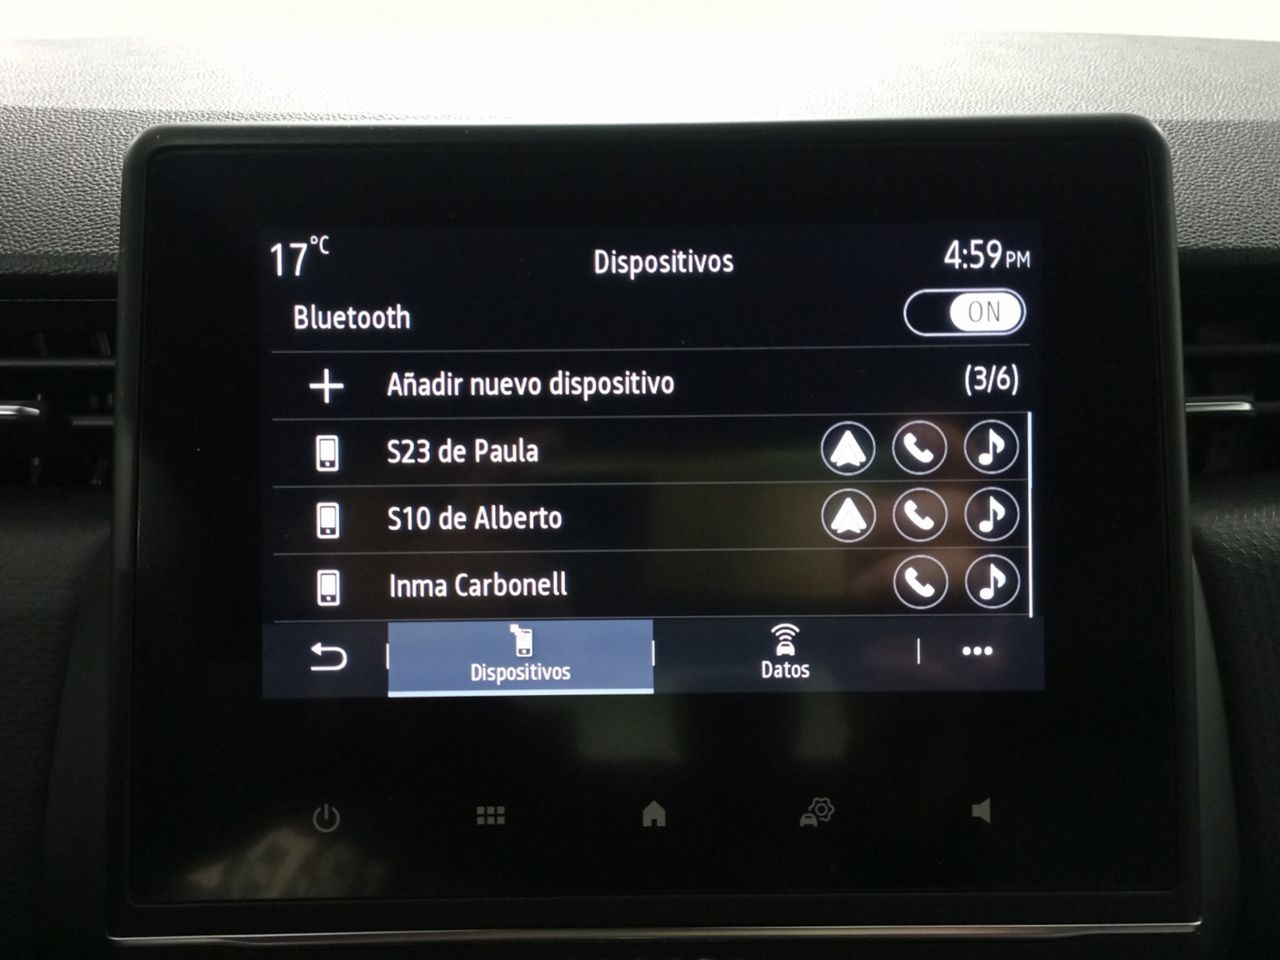 17°C Dispositivos 4:59PM
Bluetooth ON
Añadir nuevo dispositivo (3/6)
S23 de Paula
S10 de Alberto
Inma Carbonell
Dispositivos Datos